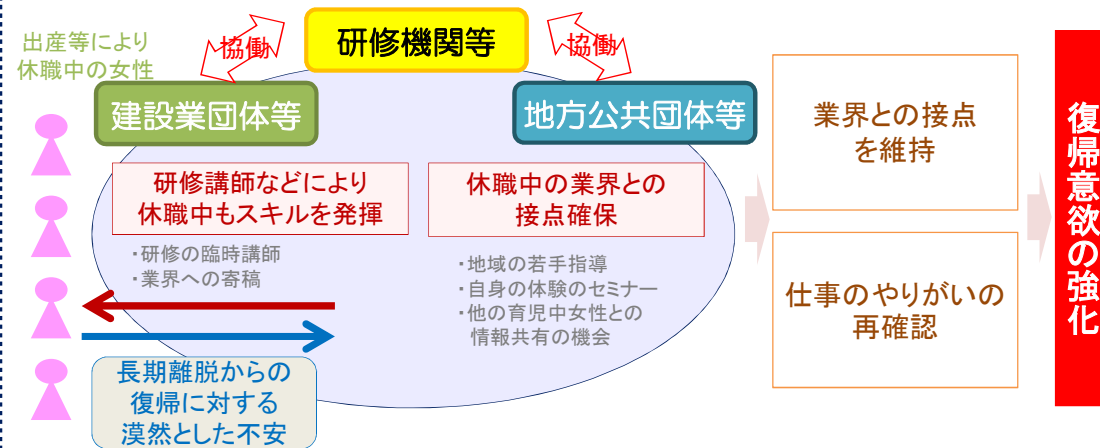 出産等により
休職中の女性
協働
研修機関等
協働
建設業団体等
地方公共団体等
研修講師などにより
休職中もスキルを発揮
・研修の臨時講師
・業界への寄稿
休職中の業界との
接点確保
・地域の若手指導
・自身の体験のセミナー
・他の育児中女性との
情報共有の機会
長期離脱からの
復帰に対する
漠然とした不安
業界との接点
を維持
仕事のやりがいの
再確認
復帰意欲の強化